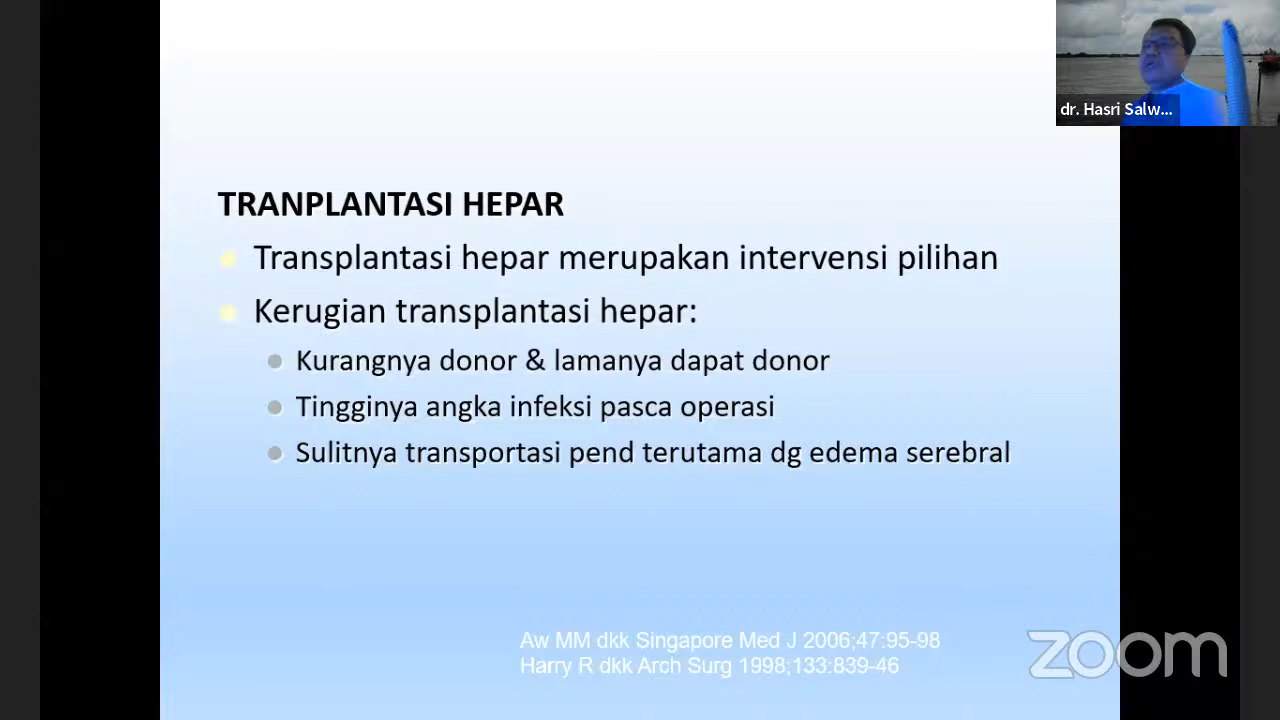 dr. Hasri Salw...
TRANPLANTASI HEPAR
Transplantasi hepar merupakan intervensi pilihan
Kerugian transplantasi hepar:
Kurangnya donor & lamanya dapat donor
Tingginya angka infeksi pasca operasi
Sulitnya transportasi pend terutama dg edema serebral
Aw MM dkk Singapore Med J 2006;47:95-98
Harry R dkk Arch Surg 1998;133:839-46
zoom